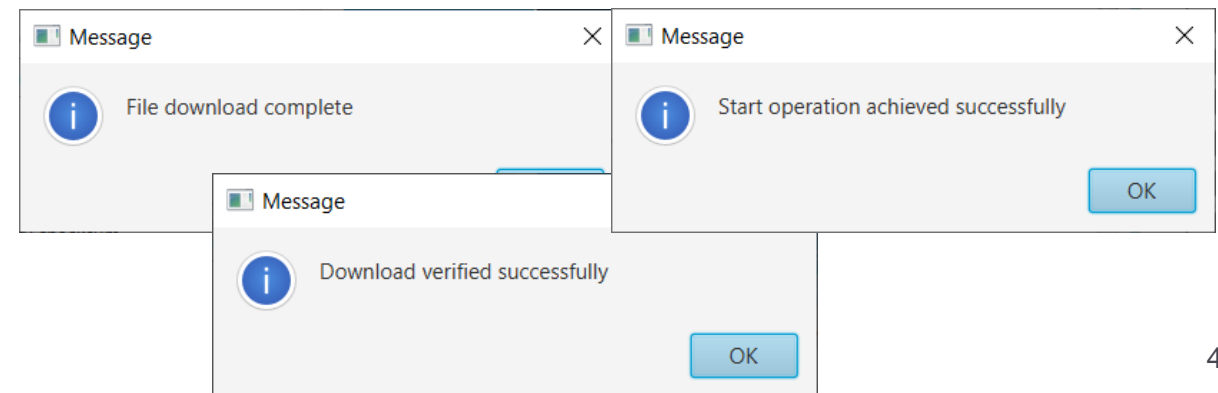 Message
File download complete
Message
Start operation achieved successfully
OK
Message
Download verified successfully
OK
4